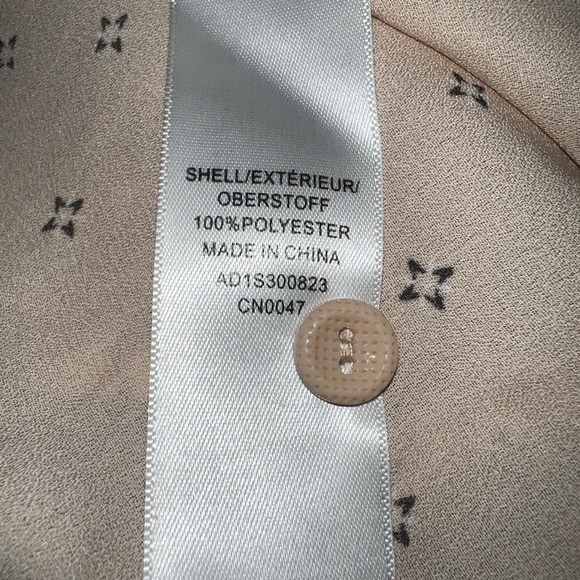 SHELL/EXTÉRIEUR/
OBERSTOFF
100%POLYESTER
MADE IN CHINA
AD1S300823
CN0047